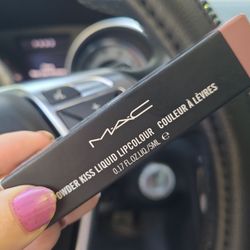 MAC
POWDER KISS LIQUID LIPCOLOUR COULEUR À LÈVRES
0.17 FL.OZ.LIQ/5ML ℮